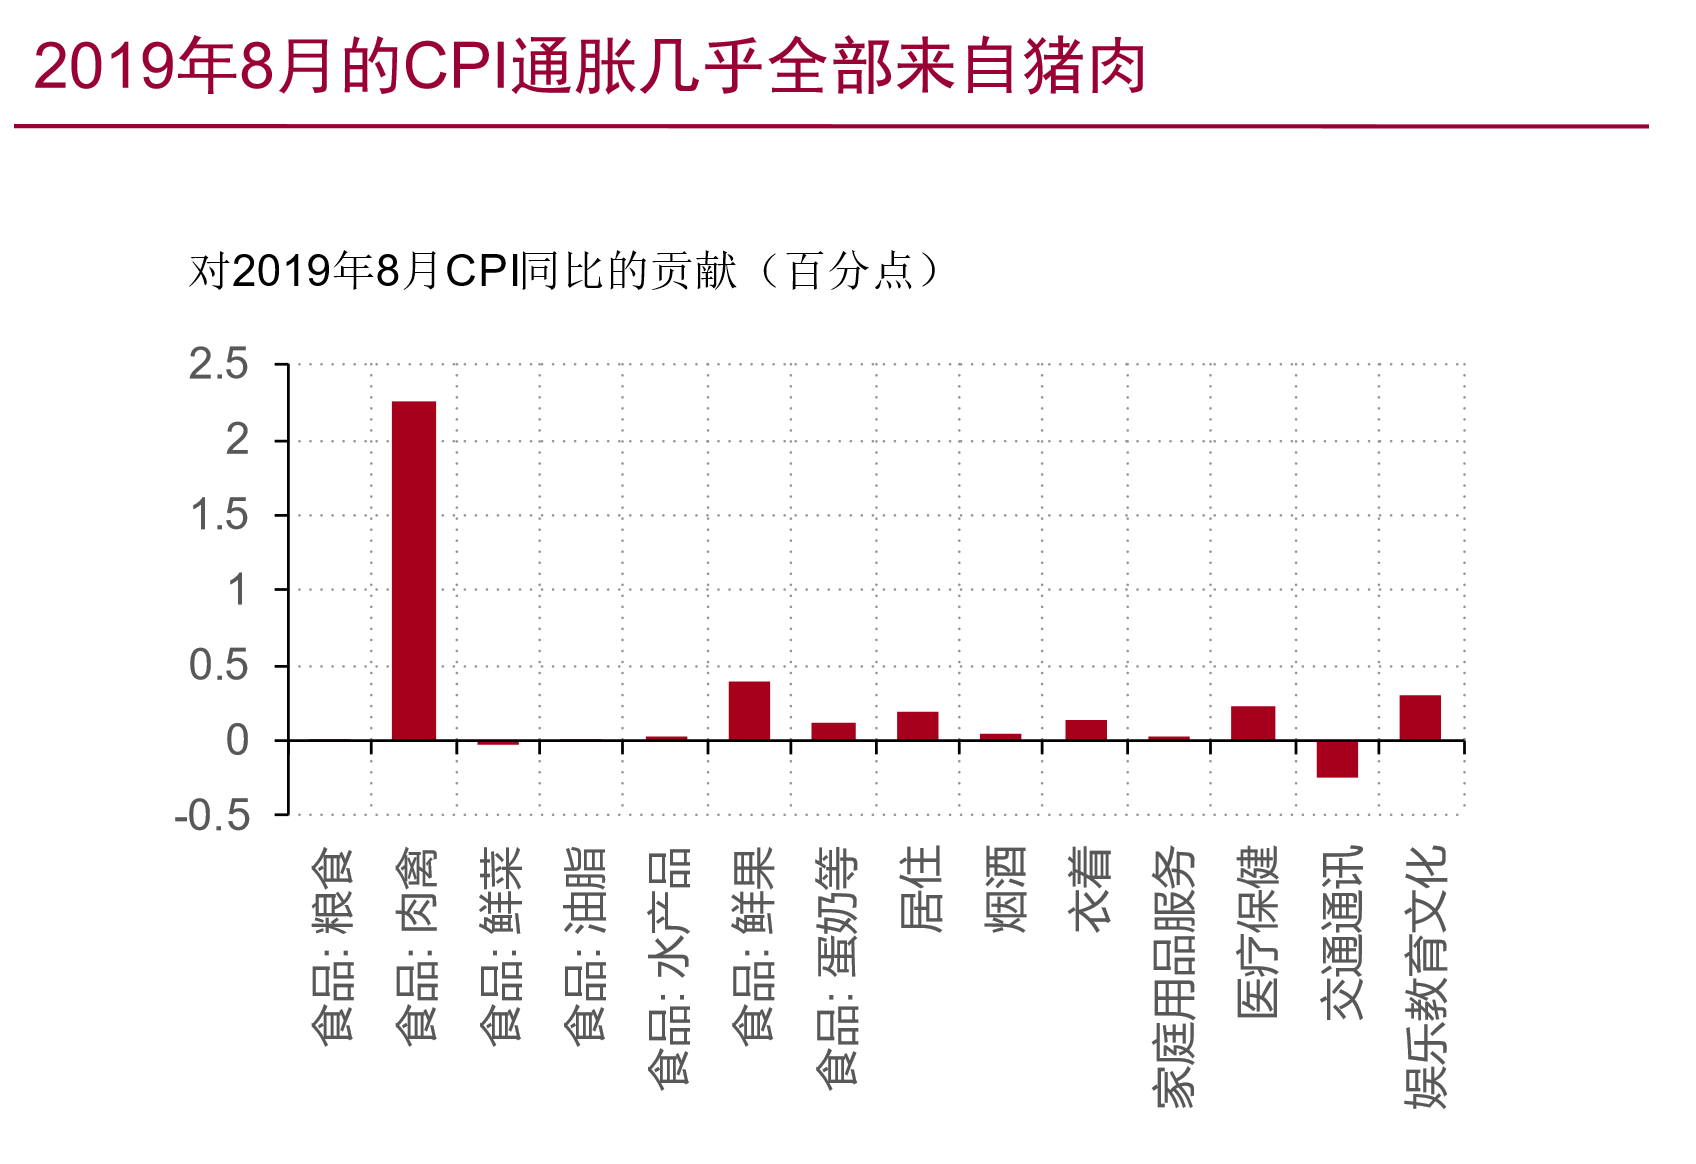 2019年8月的CPI通胀几乎全部来自猪肉
对2019年8月CPI同比的贡献（百分点）
2.5
2
1.5
1
0.5
0
-0.5
食品: 粮食
食品: 肉禽
食品: 鲜菜
食品: 油脂
食品: 水产品
食品: 鲜果
食品: 蛋奶等
居住
烟酒
衣着
家庭用品服务
医疗保健
交通通讯
娱乐教育文化